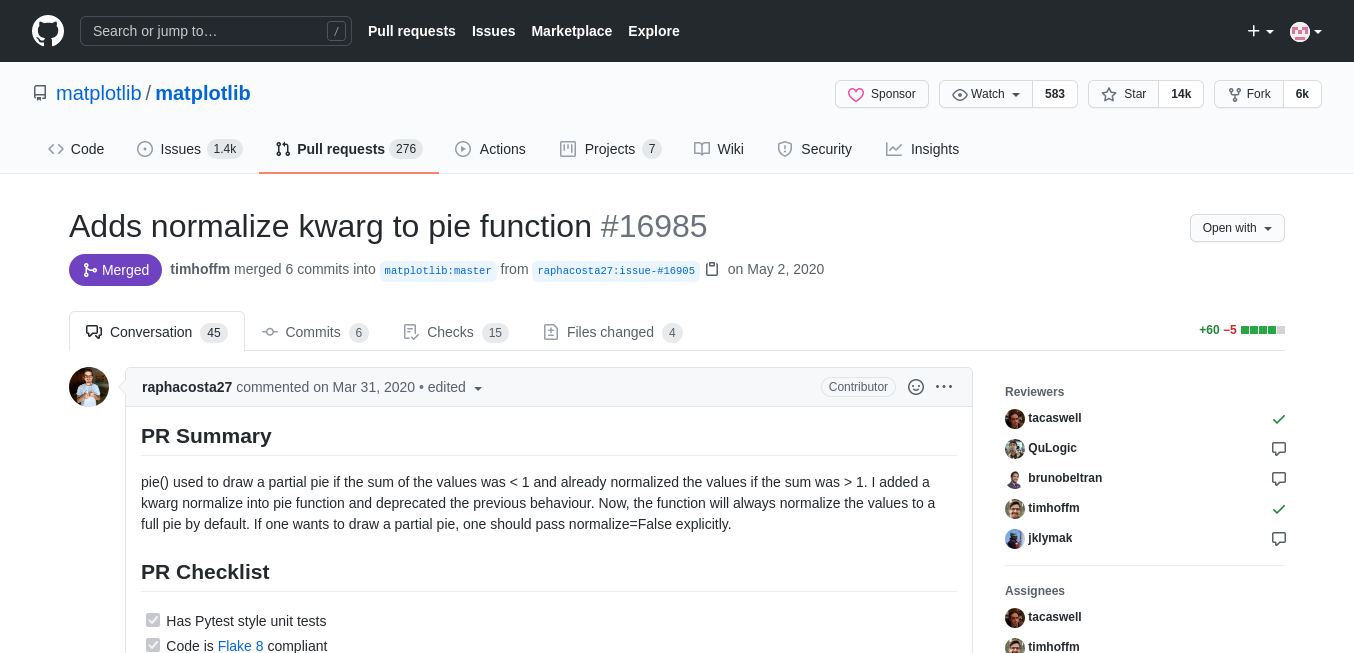 Search or jump to… /
Pull requests Issues Marketplace Explore
matplotlib / matplotlib
Sponsor Watch 583 Star 14k Fork 6k
Code Issues 1.4k Pull requests 276 Actions Projects 7 Wiki Security Insights
Adds normalize kwarg to pie function #16985
Open with
Merged timhoffm merged 6 commits into matplotlib:master from raphacosta27:issue-#16905 on May 2, 2020
Conversation 45 Commits 6 Checks 15 Files changed 4
+60 −5
raphacosta27 commented on Mar 31, 2020 • edited
Contributor
PR Summary
pie() used to draw a partial pie if the sum of the values was < 1 and already normalized the values if the sum was > 1. I added a
kwarg normalize into pie function and deprecated the previous behaviour. Now, the function will always normalize the values to a
full pie by default. If one wants to draw a partial pie, one should pass normalize=False explicitly.
PR Checklist
Has Pytest style unit tests
Code is Flake 8 compliant
Reviewers
tacaswell
QuLogic
brunobeltran
timhoffm
jklymak
Assignees
tacaswell
timhoffm